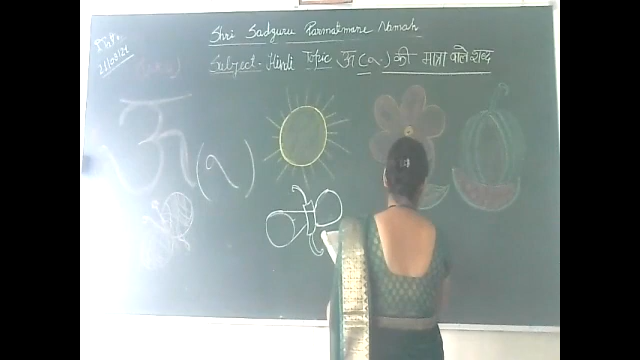 Shri Sadguru Parmatmane Namah
Subject - Hindi Topic ऊ (ू) की मात्रा वाले शब्द
ऊ (ू)